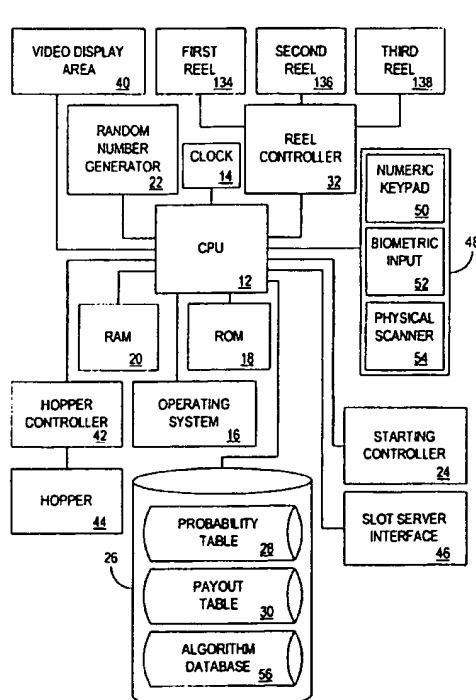 VIDEO DISPLAY
AREA
40
FIRST
REEL
134
SECOND
REEL
136
THIRD
REEL
138
RANDOM
NUMBER
GENERATOR
22
CLOCK
14
REEL
CONTROLLER
32
NUMERIC
KEYPAD
50
BIOMETRIC
INPUT
52
PHYSICAL
SCANNER
54
48
CPU
12
RAM
20
ROM
18
HOPPER
CONTROLLER
42
OPERATING
SYSTEM
16
STARTING
CONTROLLER
24
HOPPER
44
SLOT SERVER
INTERFACE
46
26
PROBABILITY
TABLE
28
PAYOUT
TABLE
30
ALGORITHM
DATABASE
56